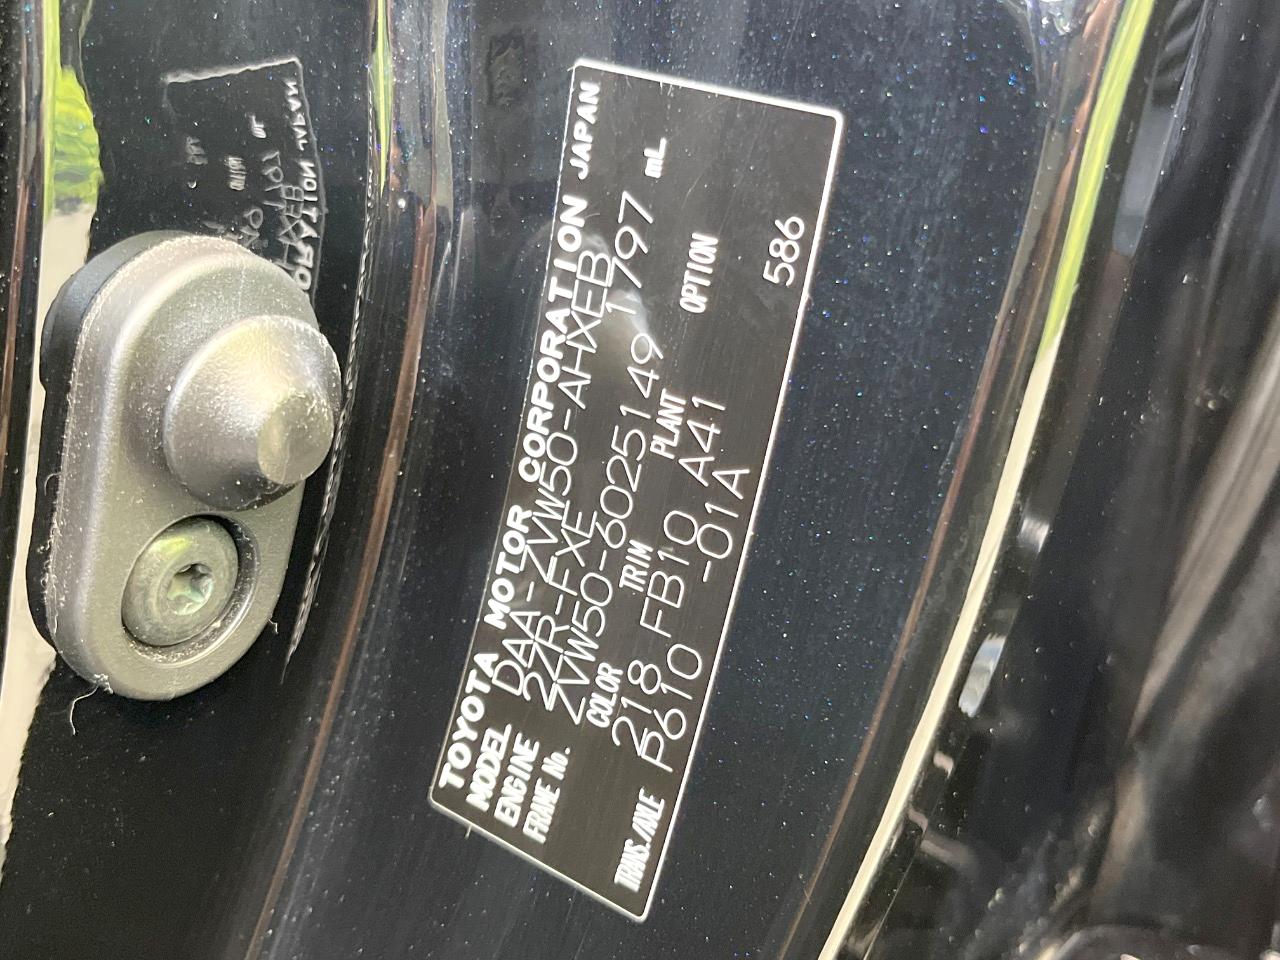 TOYOTA MOTOR CORPORATION JAPAN
MODEL DAA-ZVW50-AHXEB
ENGINE 2ZR-FXE 1797 mL
FRAME No. ZVW50-6025149
COLOR TRIM PLANT OPTION
218 FB10 A41
TRANS./AXLE P610 -01A 586